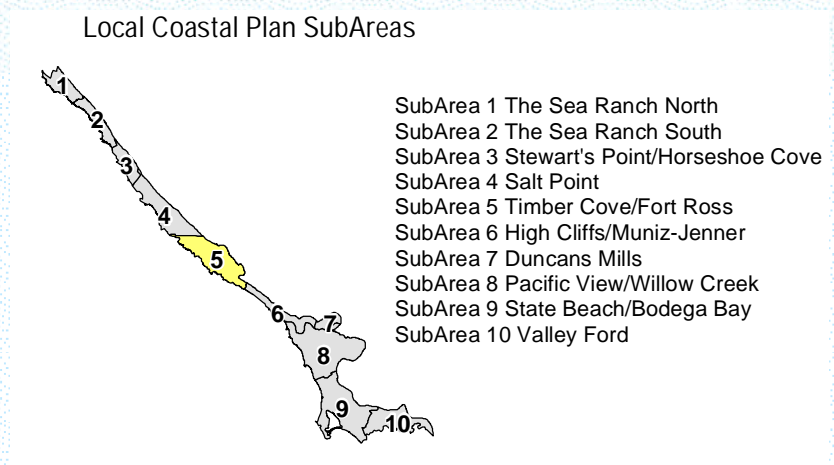 Local Coastal Plan SubAreas
1
2
3
4
5
6
7
8
9
10
SubArea 1 The Sea Ranch North
SubArea 2 The Sea Ranch South
SubArea 3 Stewart's Point/Horseshoe Cove
SubArea 4 Salt Point
SubArea 5 Timber Cove/Fort Ross
SubArea 6 High Cliffs/Muniz-Jenner
SubArea 7 Duncans Mills
SubArea 8 Pacific View/Willow Creek
SubArea 9 State Beach/Bodega Bay
SubArea 10 Valley Ford